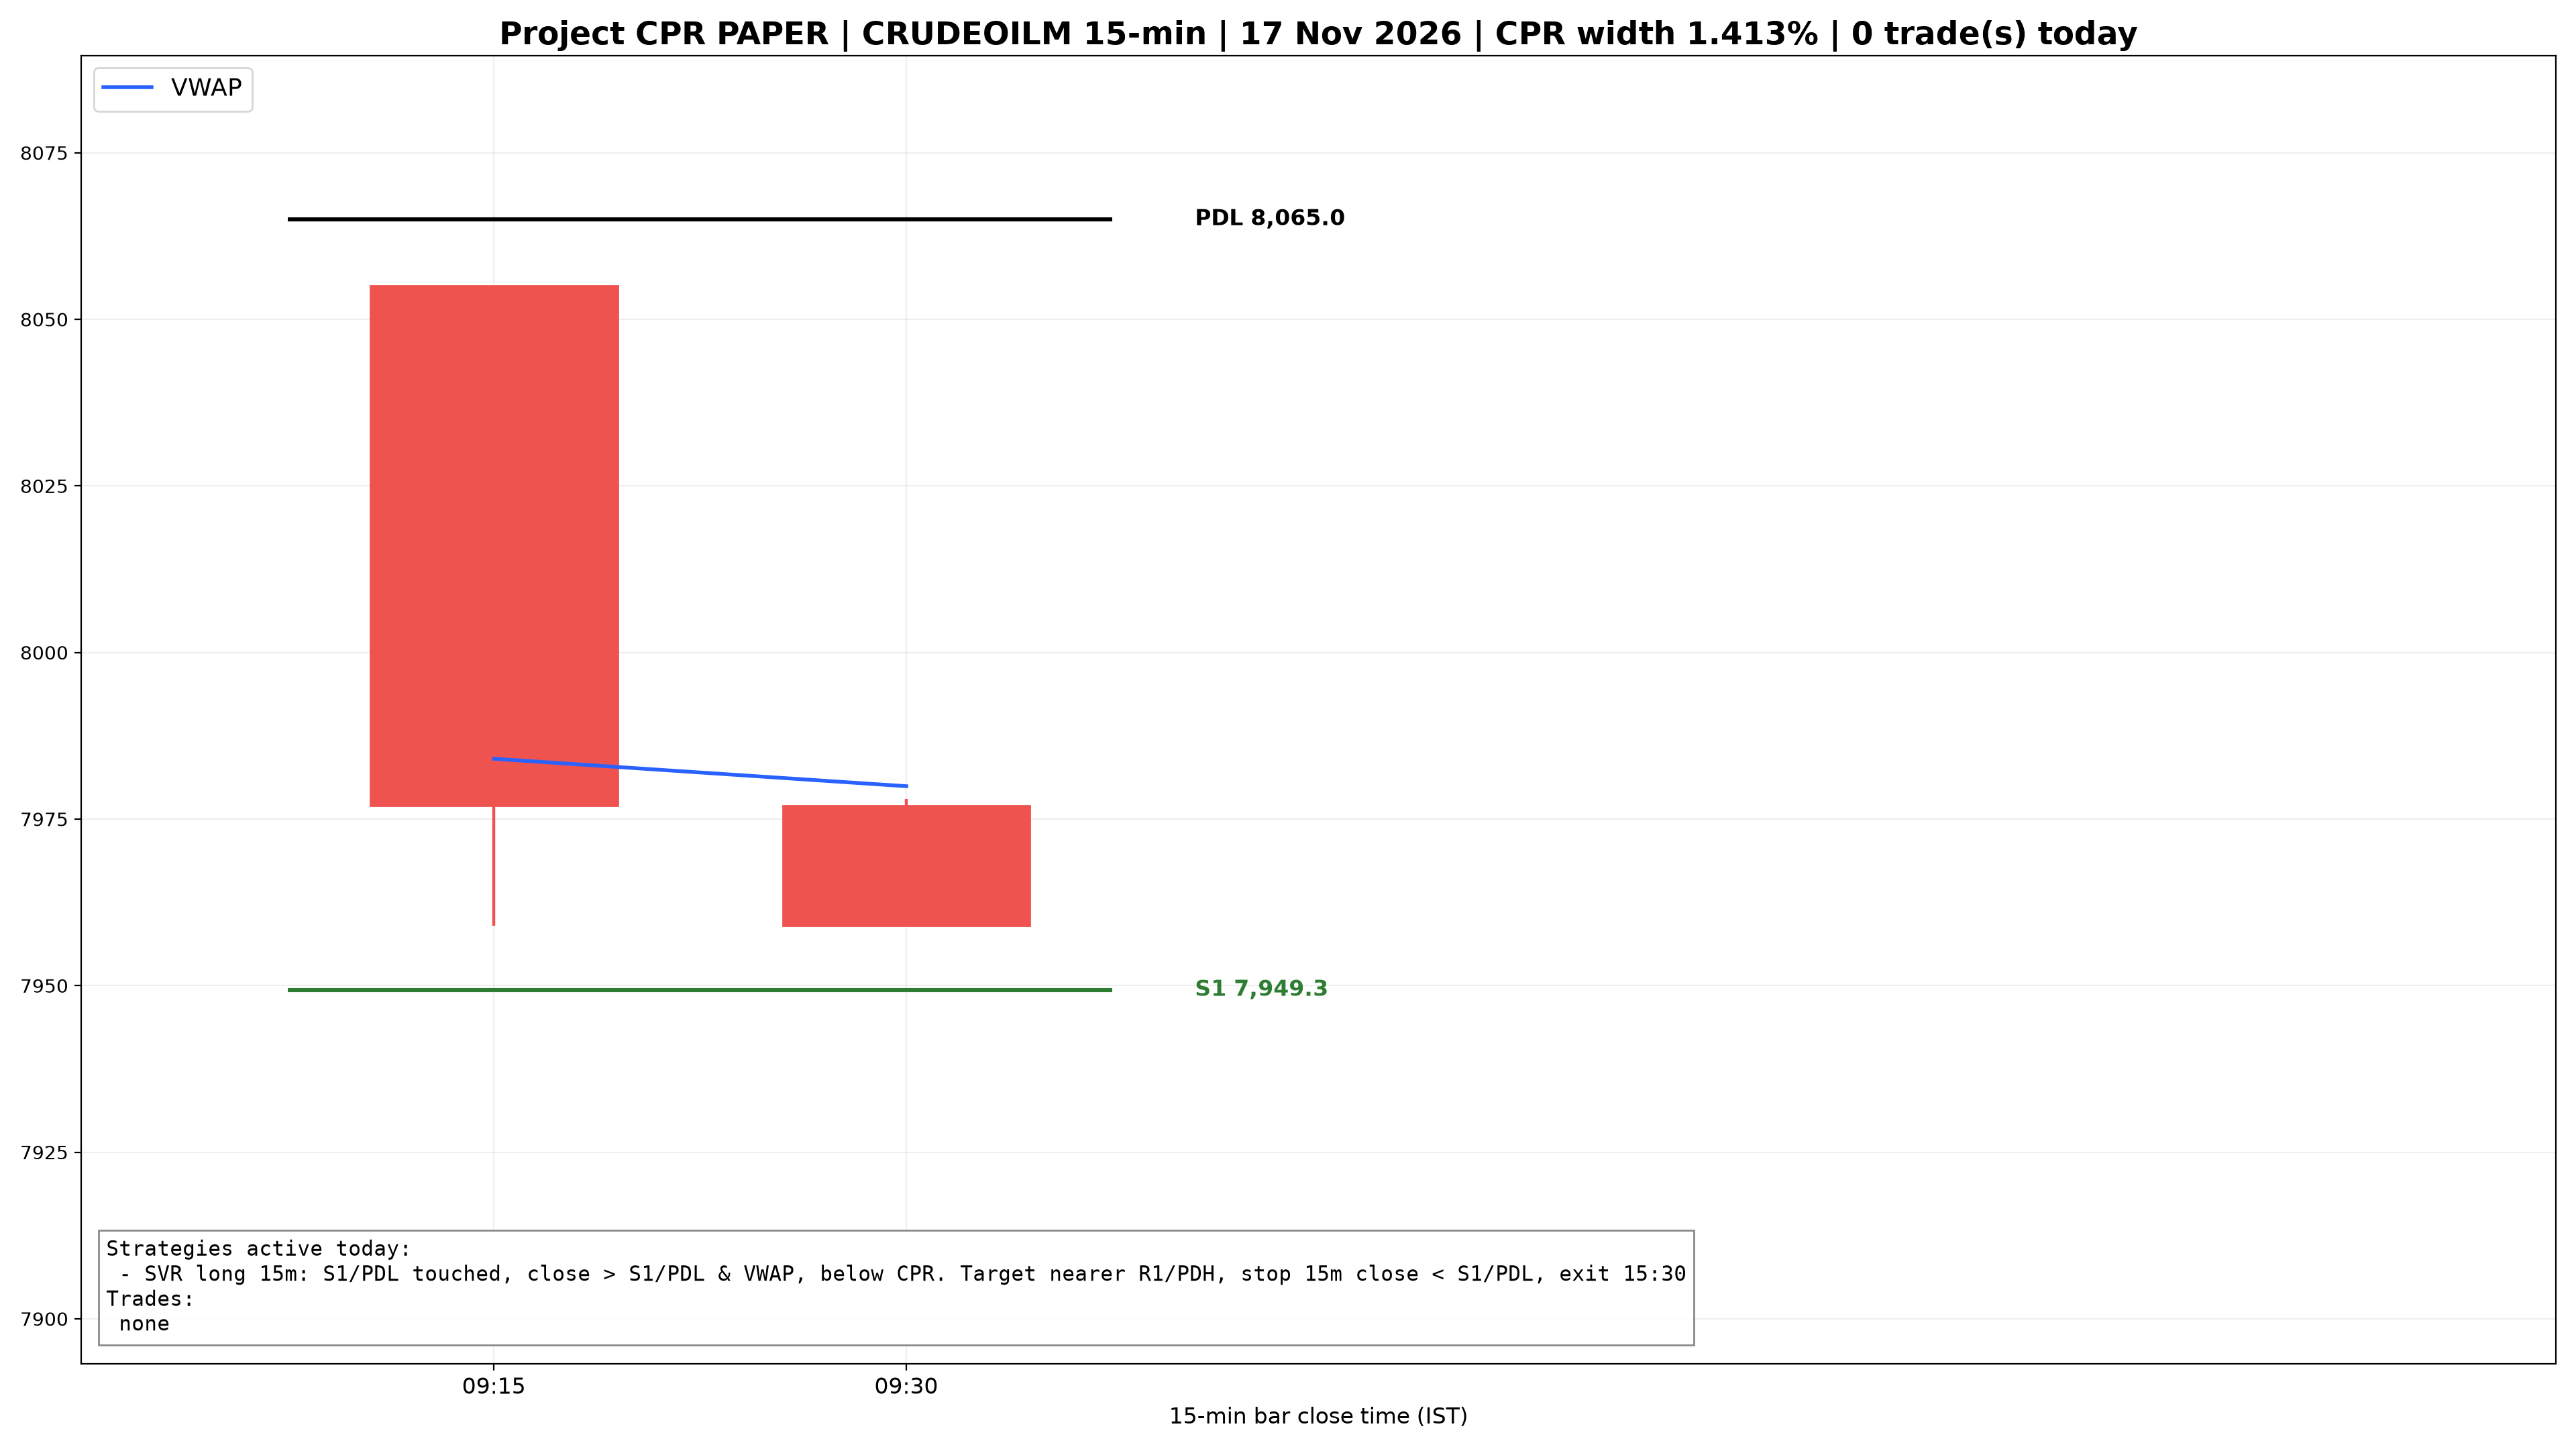 Project CPR PAPER | CRUDEOILM 15-min | 17 Nov 2026 | CPR width 1.413% | 0 trade(s) today
VWAP
8075
PDL 8,065.0
8050
8025
8000
7975
7950
S1 7,949.3
7925
7900
Strategies active today:
- SVR long 15m: S1/PDL touched, close > S1/PDL & VWAP, below CPR. Target nearer R1/PDH, stop 15m close < S1/PDL, exit 15:30
Trades:
none
09:15 09:30
15-min bar close time (IST)